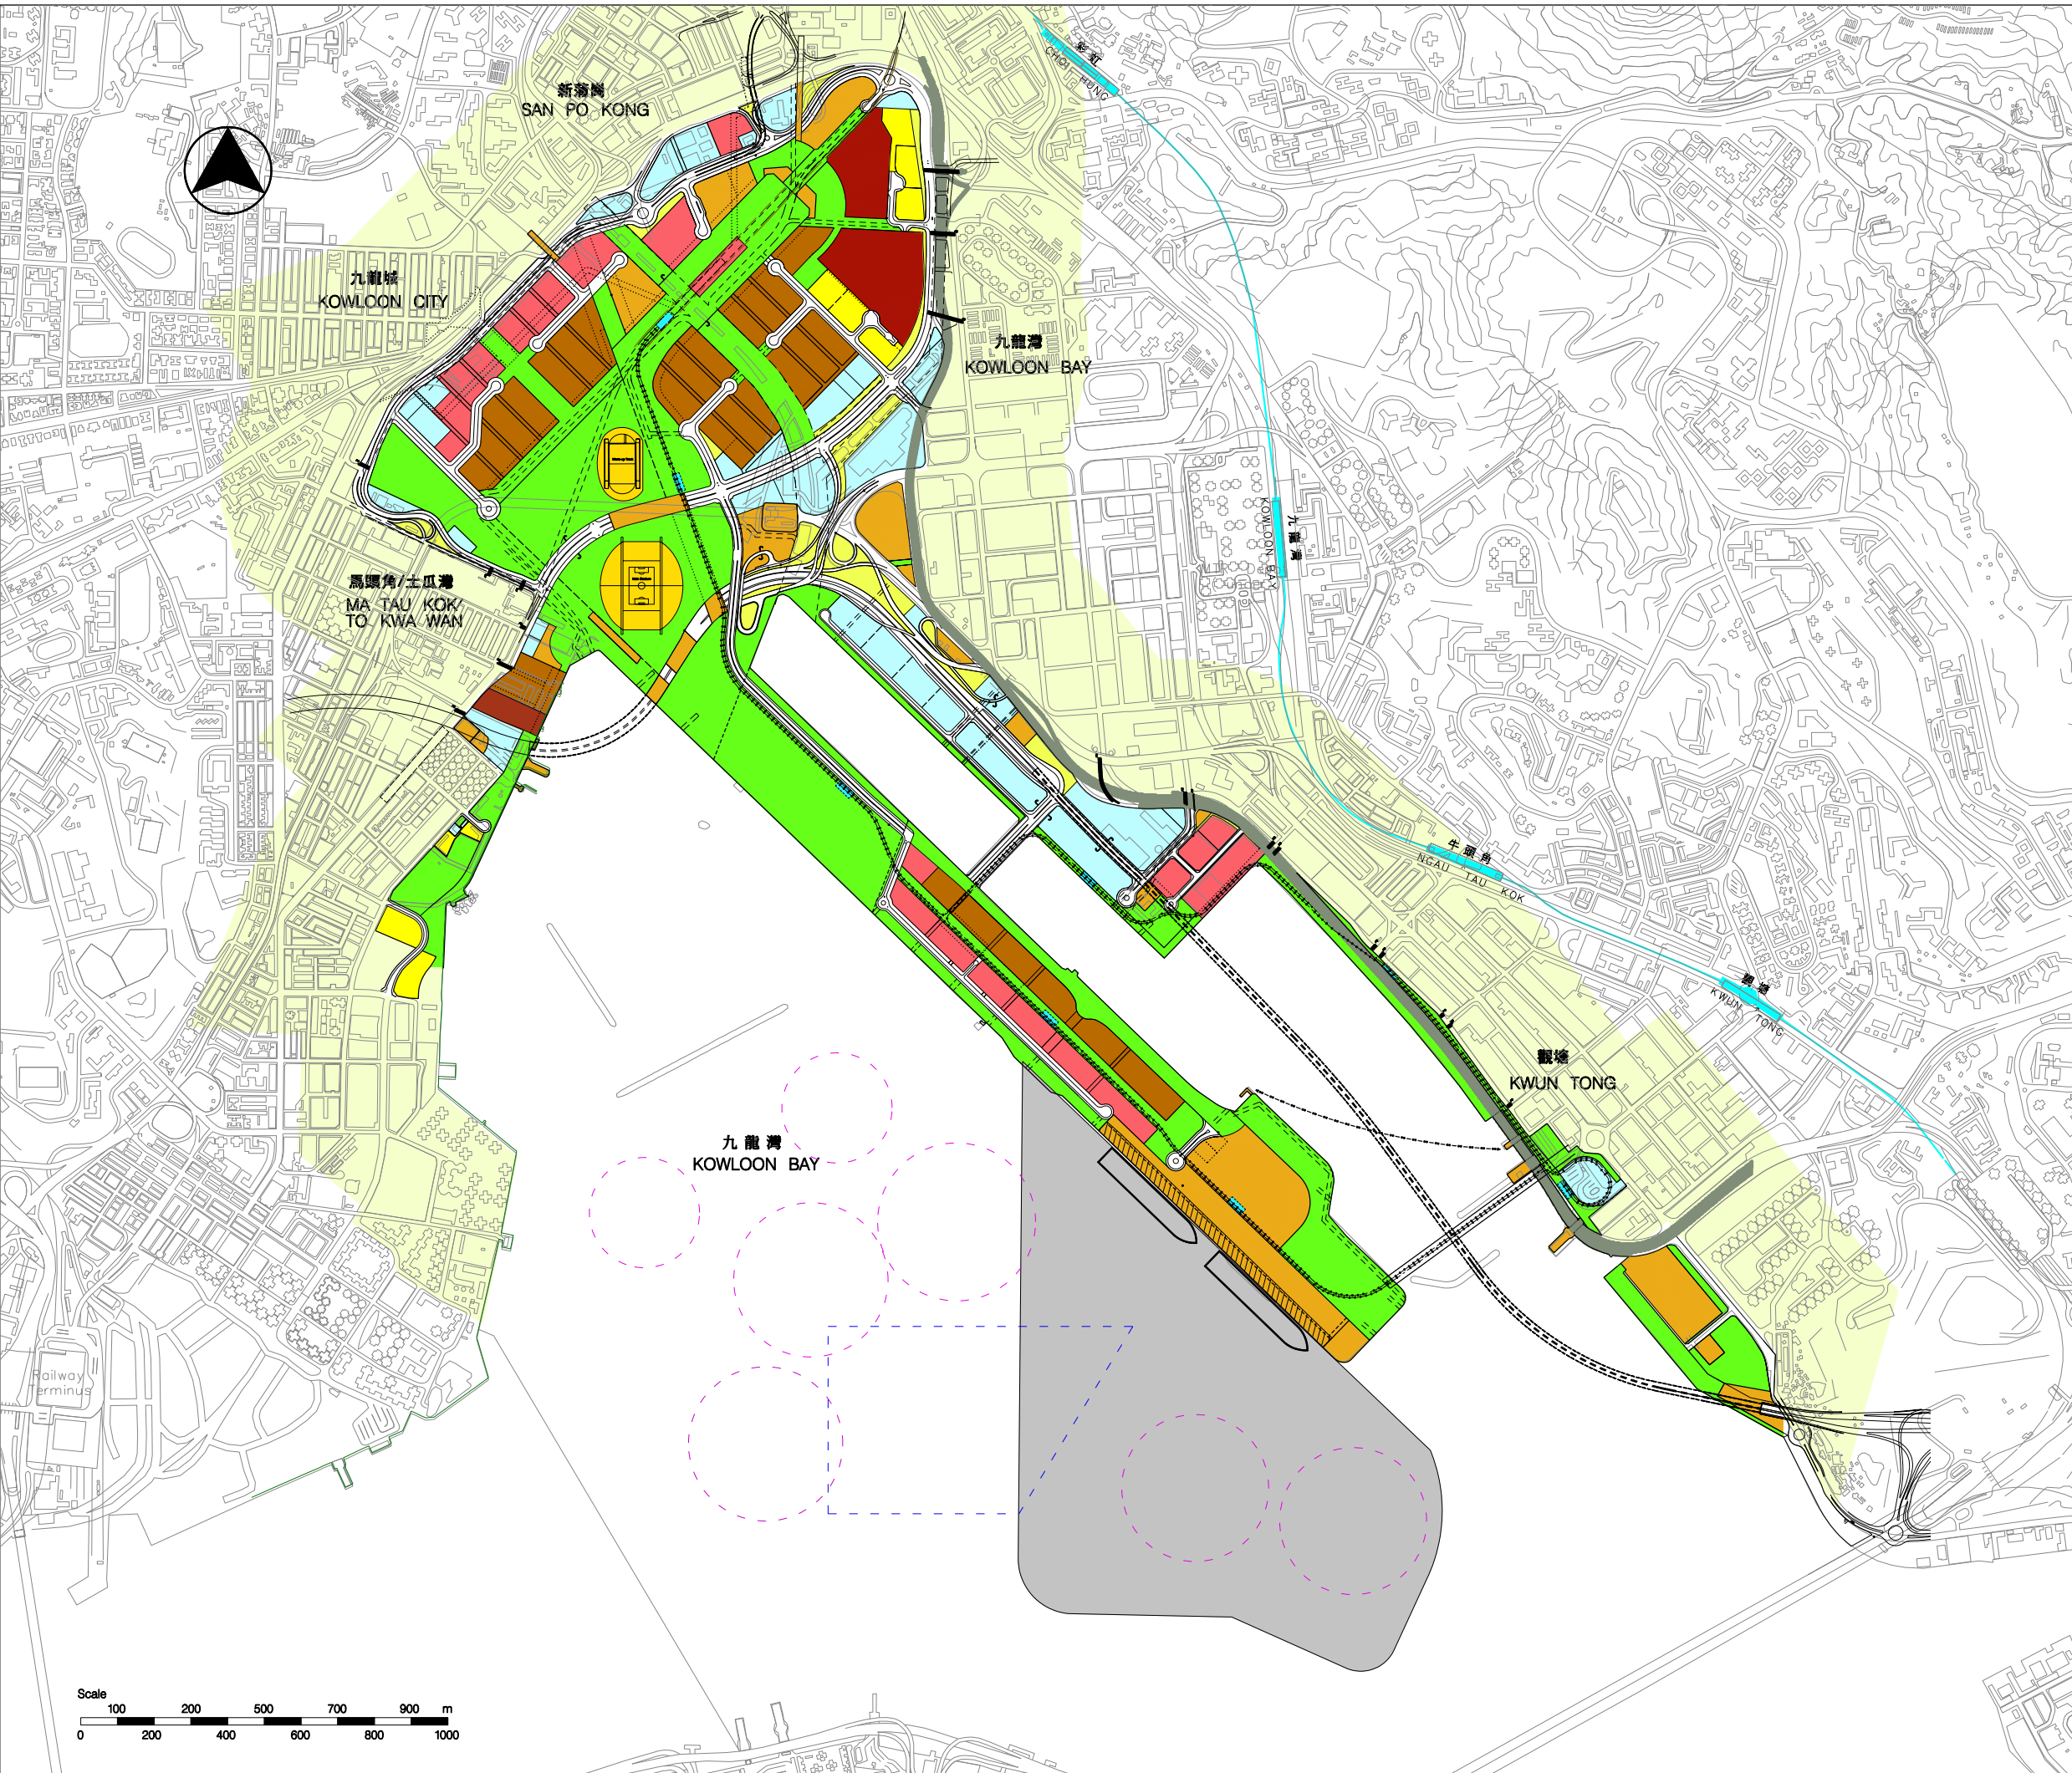 彩虹
CHOI HUNG
新蒲崗
SAN PO KONG
九龍城
KOWLOON CITY
九龍灣
KOWLOON BAY
九龍灣
KOWLOON BAY
馬頭角/土瓜灣
MA TAU KOK/
TO KWA WAN
牛頭角
NGAU TAU KOK
觀塘
KWUN TONG
觀塘
KWUN TONG
九龍灣
KOWLOON BAY
Railway
Terminus
Scale
100 200 500 700 900 m
0 200 400 600 800 1000